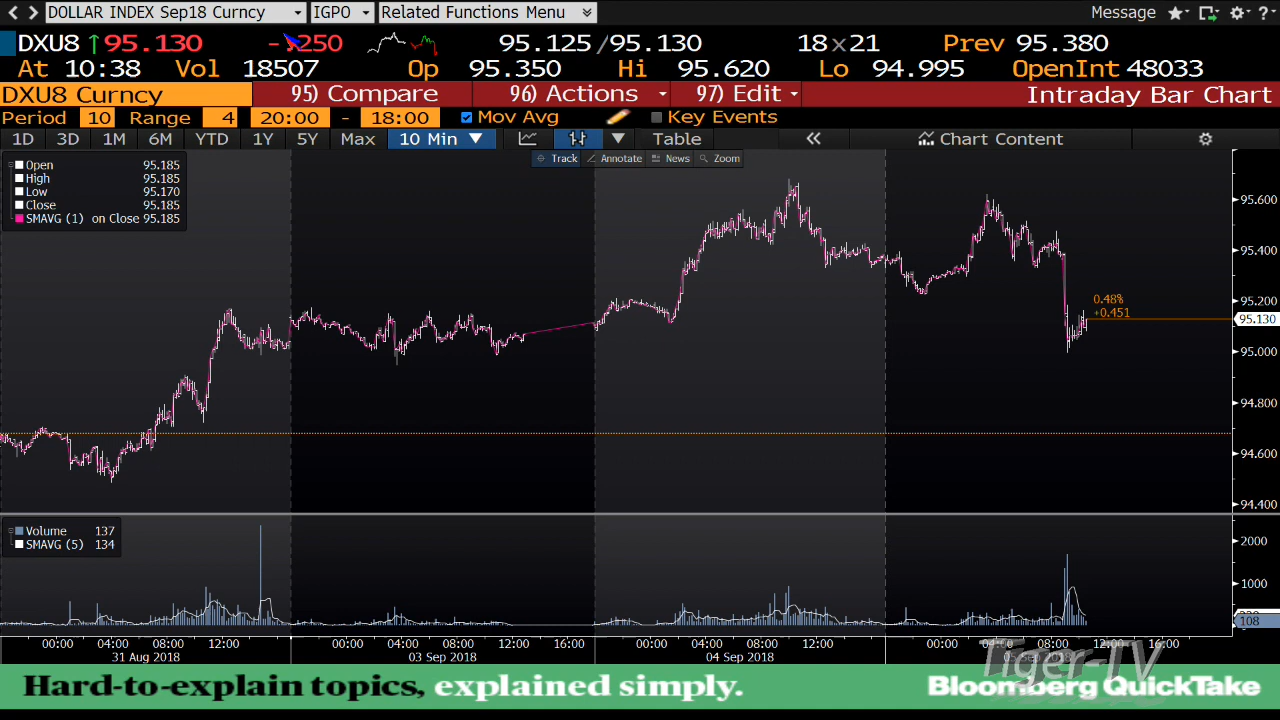 DOLLAR INDEX Sep18 Curncy IGPO Related Functions Menu Message ?
DXU8 ↑95.130 -.250 95.125/95.130 18x21 Prev 95.380
At 10:38 Vol 18507 Op 95.350 Hi 95.620 Lo 94.995 OpenInt 48033
DXU8 Curncy 95) Compare 96) Actions 97) Edit Intraday Bar Chart
Period 10 Range 4 20:00 - 18:00 Mov Avg Key Events
1D 3D 1M 6M YTD 1Y 5Y Max 10 Min ▼ Table « Chart Content
Track Annotate News Zoom
Open 95.185
High 95.185
Low 95.170
Close 95.185
SMAVG (1) on Close 95.185
95.600
95.400
95.200
0.48%
+0.451
95.130
95.000
94.800
94.600
94.400
Volume 137
SMAVG (5) 134
2000
1000
108
00:00 04:00 08:00 12:00 00:00 04:00 08:00 12:00 16:00 00:00 04:00 08:00 12:00 00:00 04:00 08:00 12:00 16:00
31 Aug 2018 03 Sep 2018 04 Sep 2018 05 Sep 2018
Tiger-TV
Hard-to-explain topics, explained simply. Bloomberg QuickTake